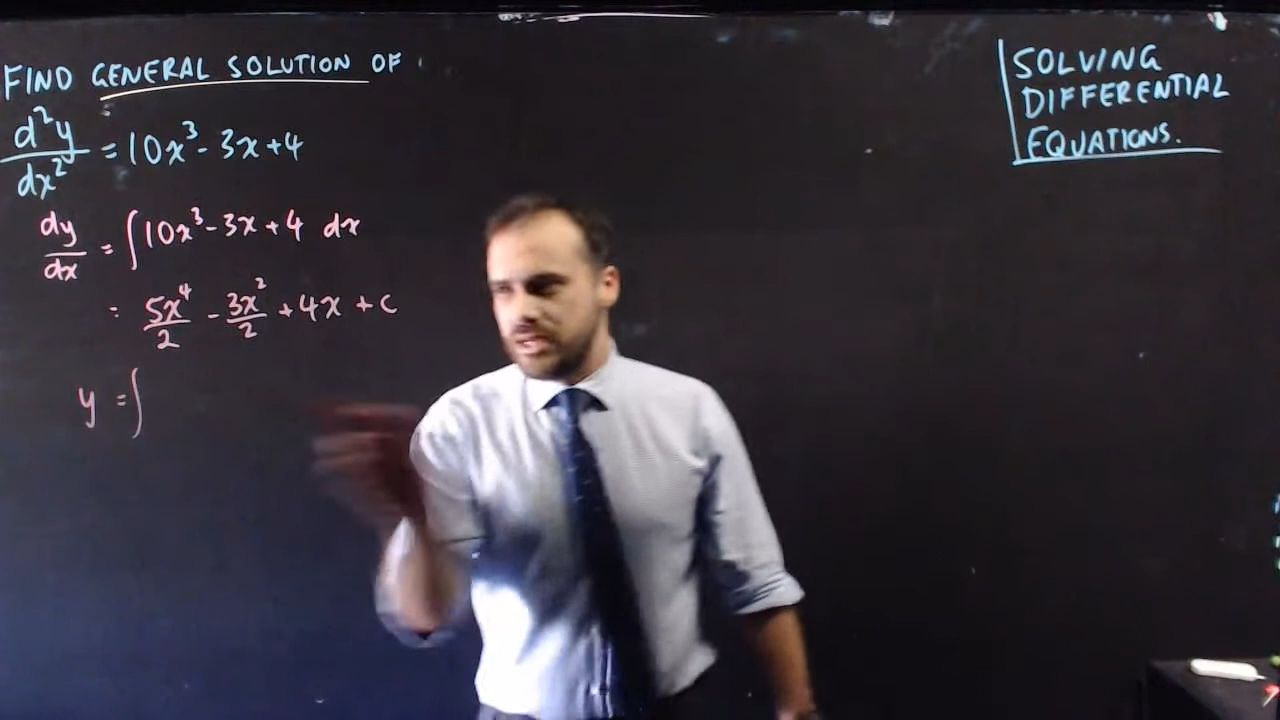 FIND GENERAL SOLUTION OF
d²y/dx² = 10x³ - 3x + 4
dy/dx = ∫10x³ - 3x + 4 dx
= 5x⁴/2 - 3x²/2 + 4x + c
y = ∫
SOLVING
DIFFERENTIAL
EQUATIONS.